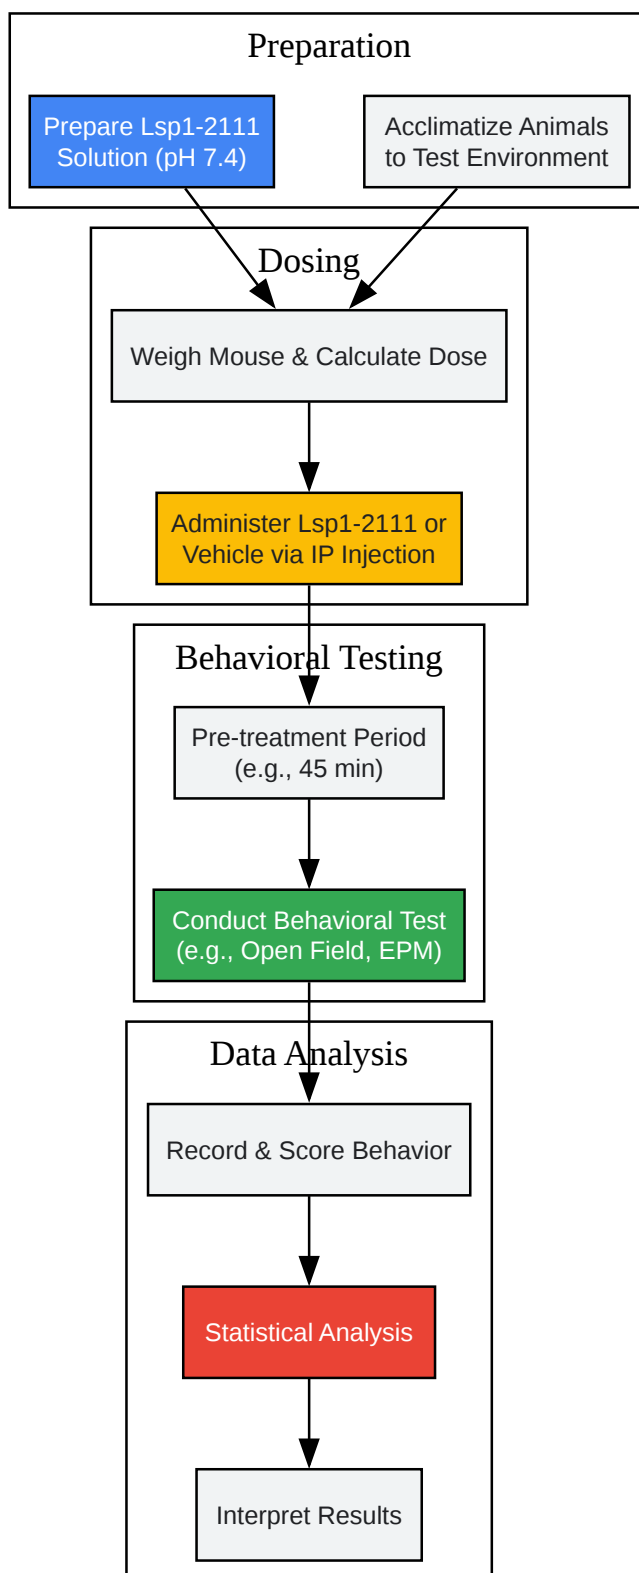 Preparation
Prepare Lsp1-2111
Solution (pH 7.4)
Acclimatize Animals
to Test Environment
Dosing
Weigh Mouse & Calculate Dose
Administer Lsp1-2111 or
Vehicle via IP Injection
Behavioral Testing
Pre-treatment Period
(e.g., 45 min)
Conduct Behavioral Test
(e.g., Open Field, EPM)
Data Analysis
Record & Score Behavior
Statistical Analysis
Interpret Results